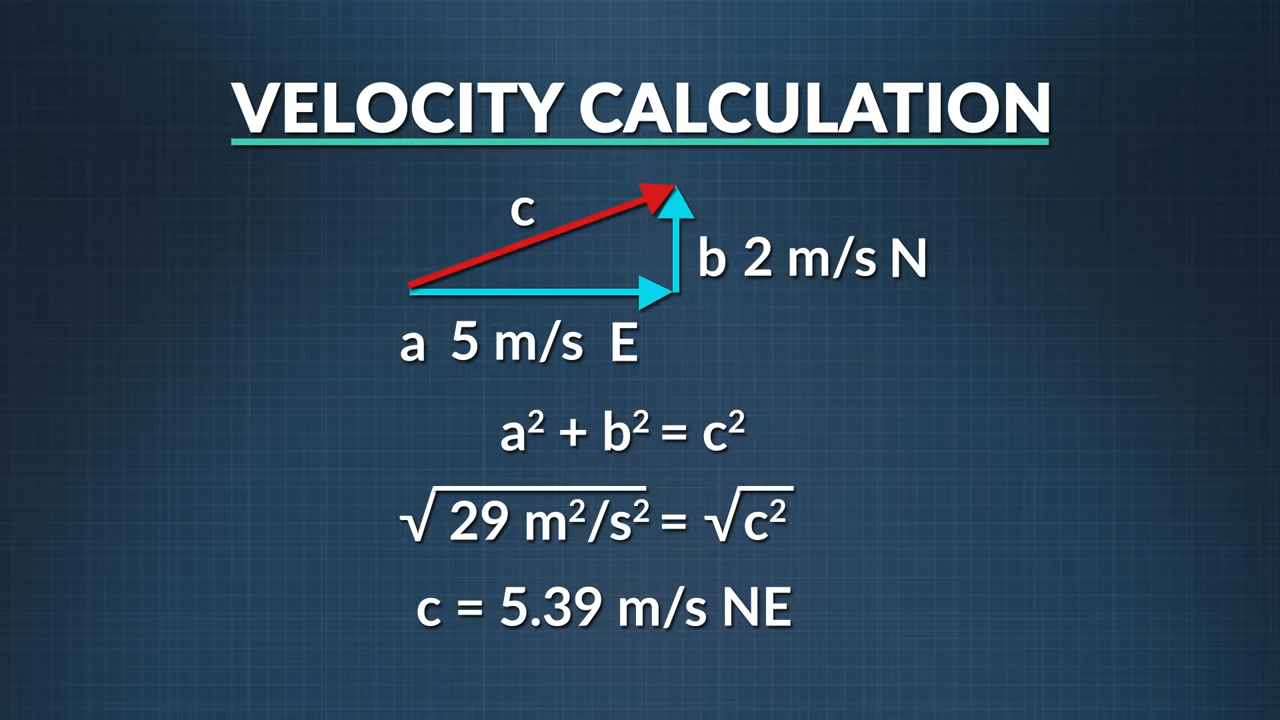 VELOCITY CALCULATION
c
b 2 m/s N
a 5 m/s E
a² + b² = c²
√29 m²/s² = √c²
c = 5.39 m/s NE